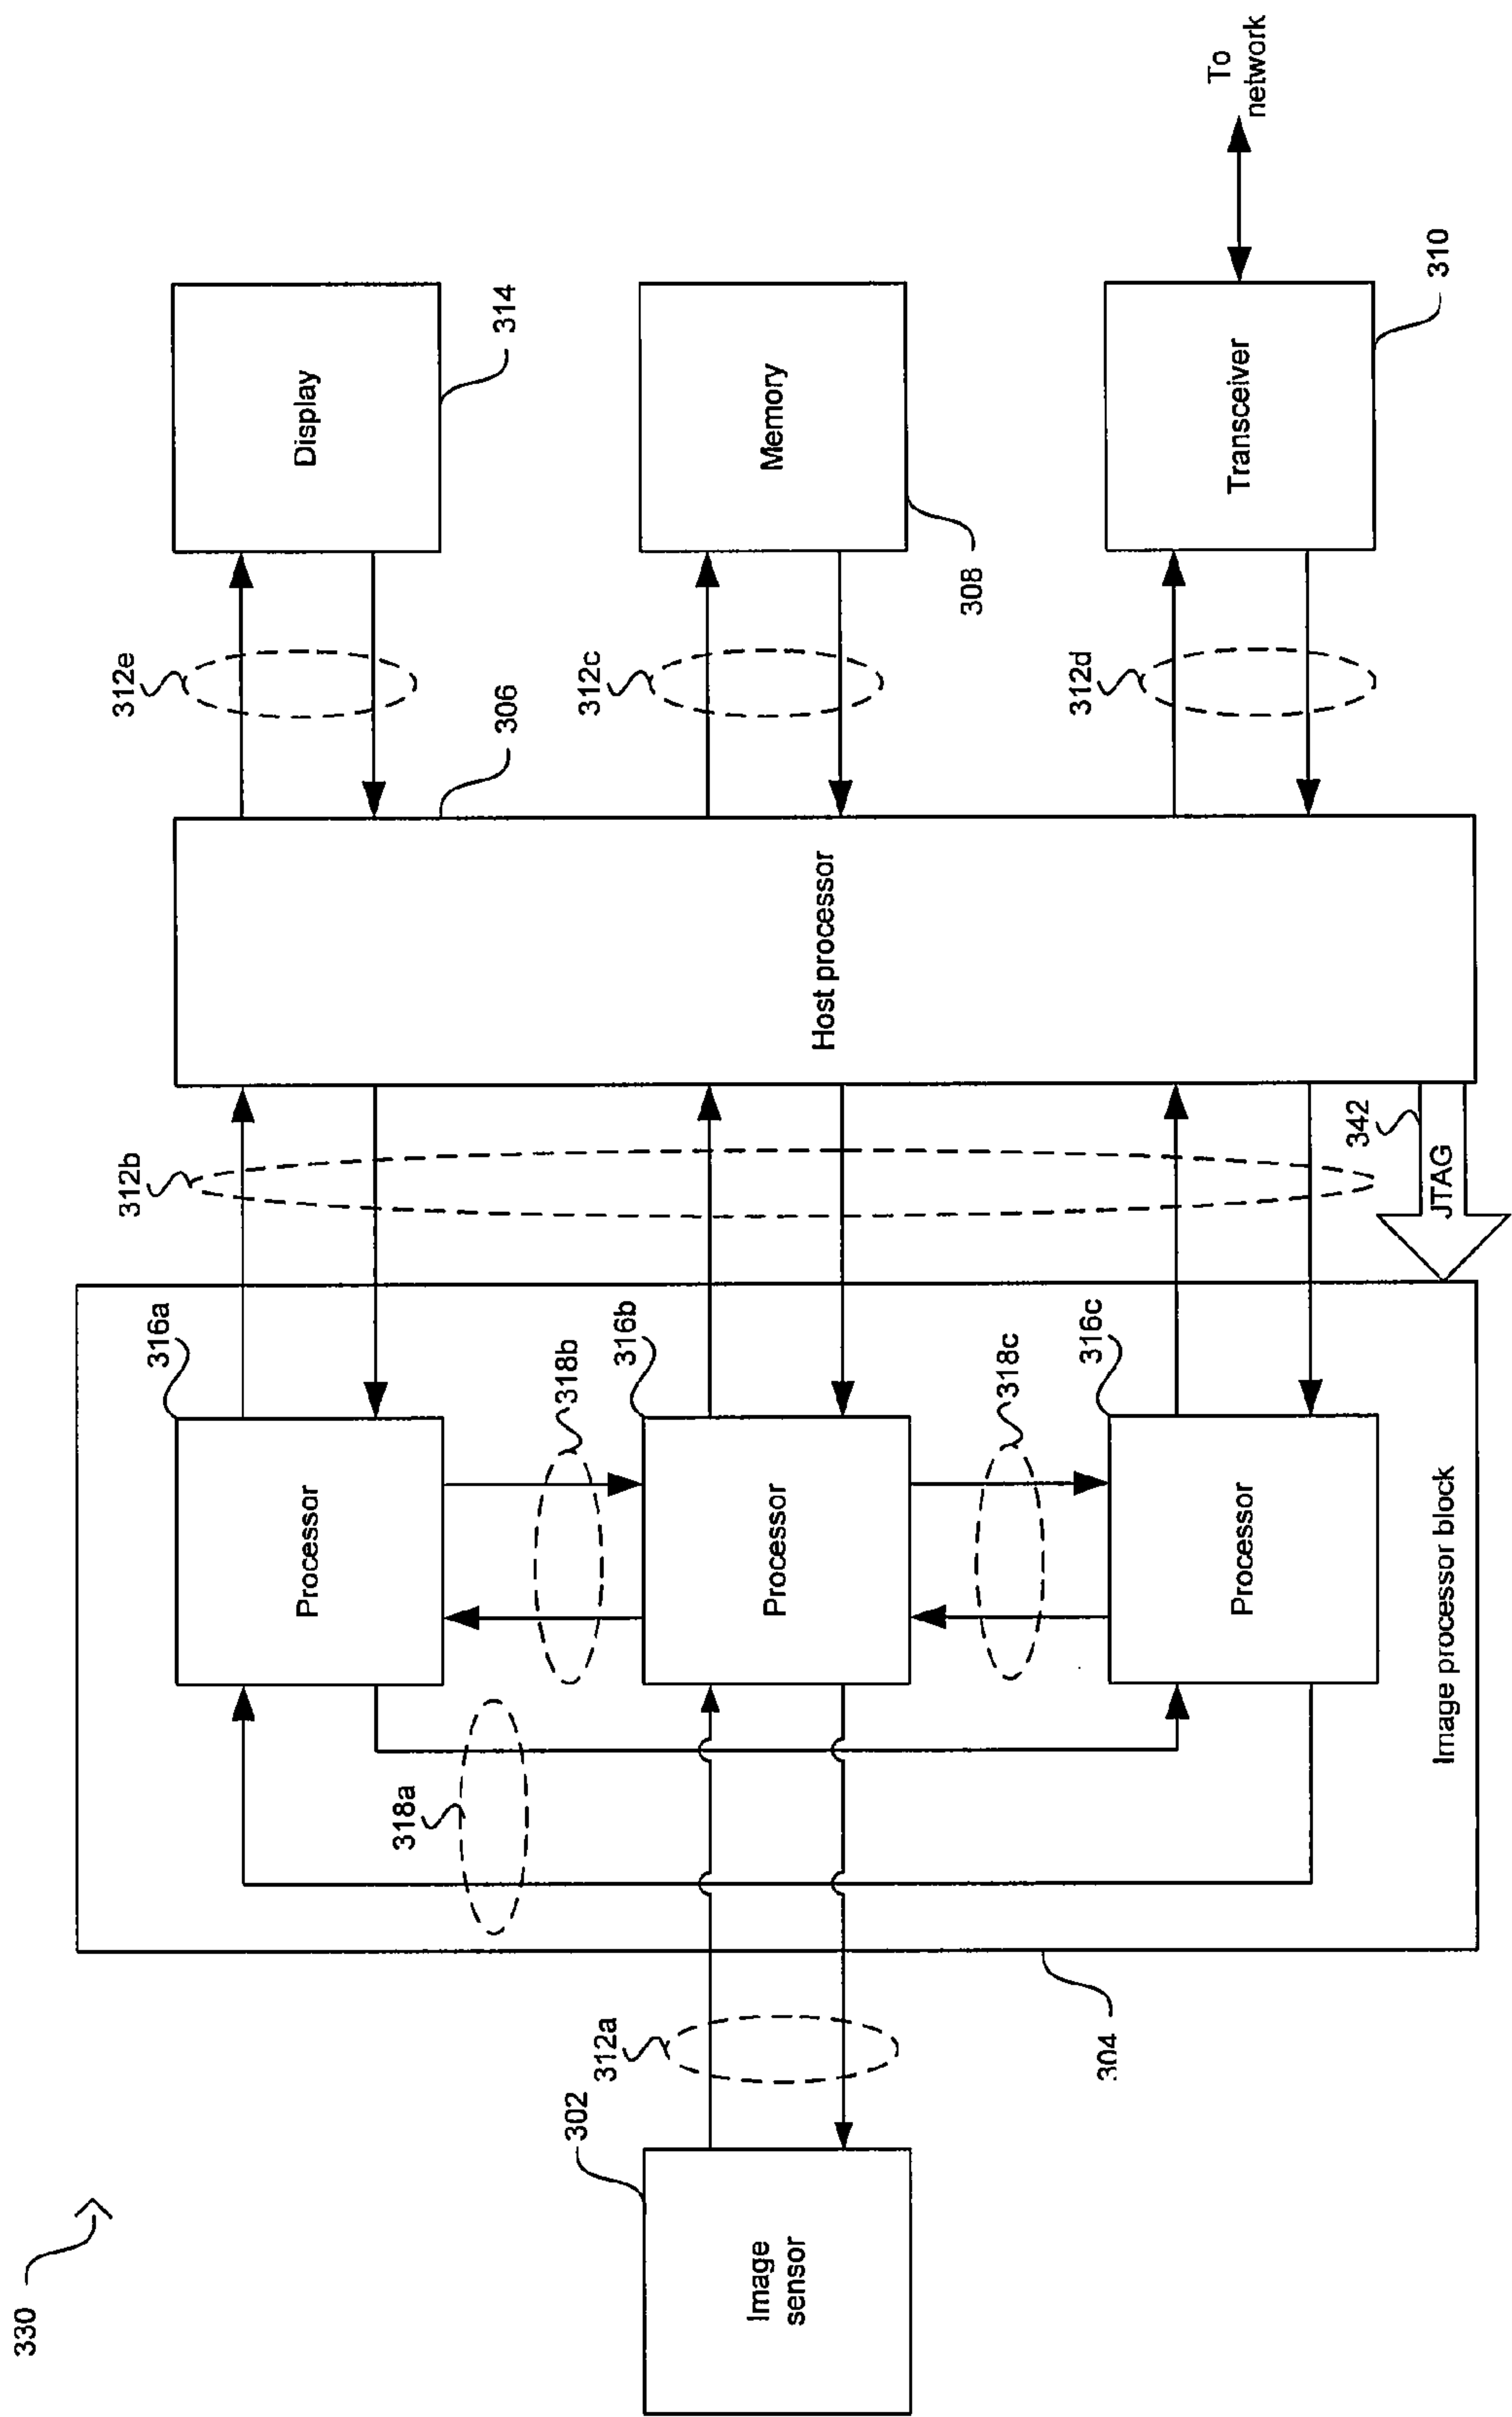 330
302
Image
sensor
312a
304
Image processor block
318a
316a
Processor
318b
316b
Processor
318c
316c
Processor
312b
342
JTAG
Host processor
306
312e
Display
314
312c
Memory
308
312d
Transceiver
310
To
network